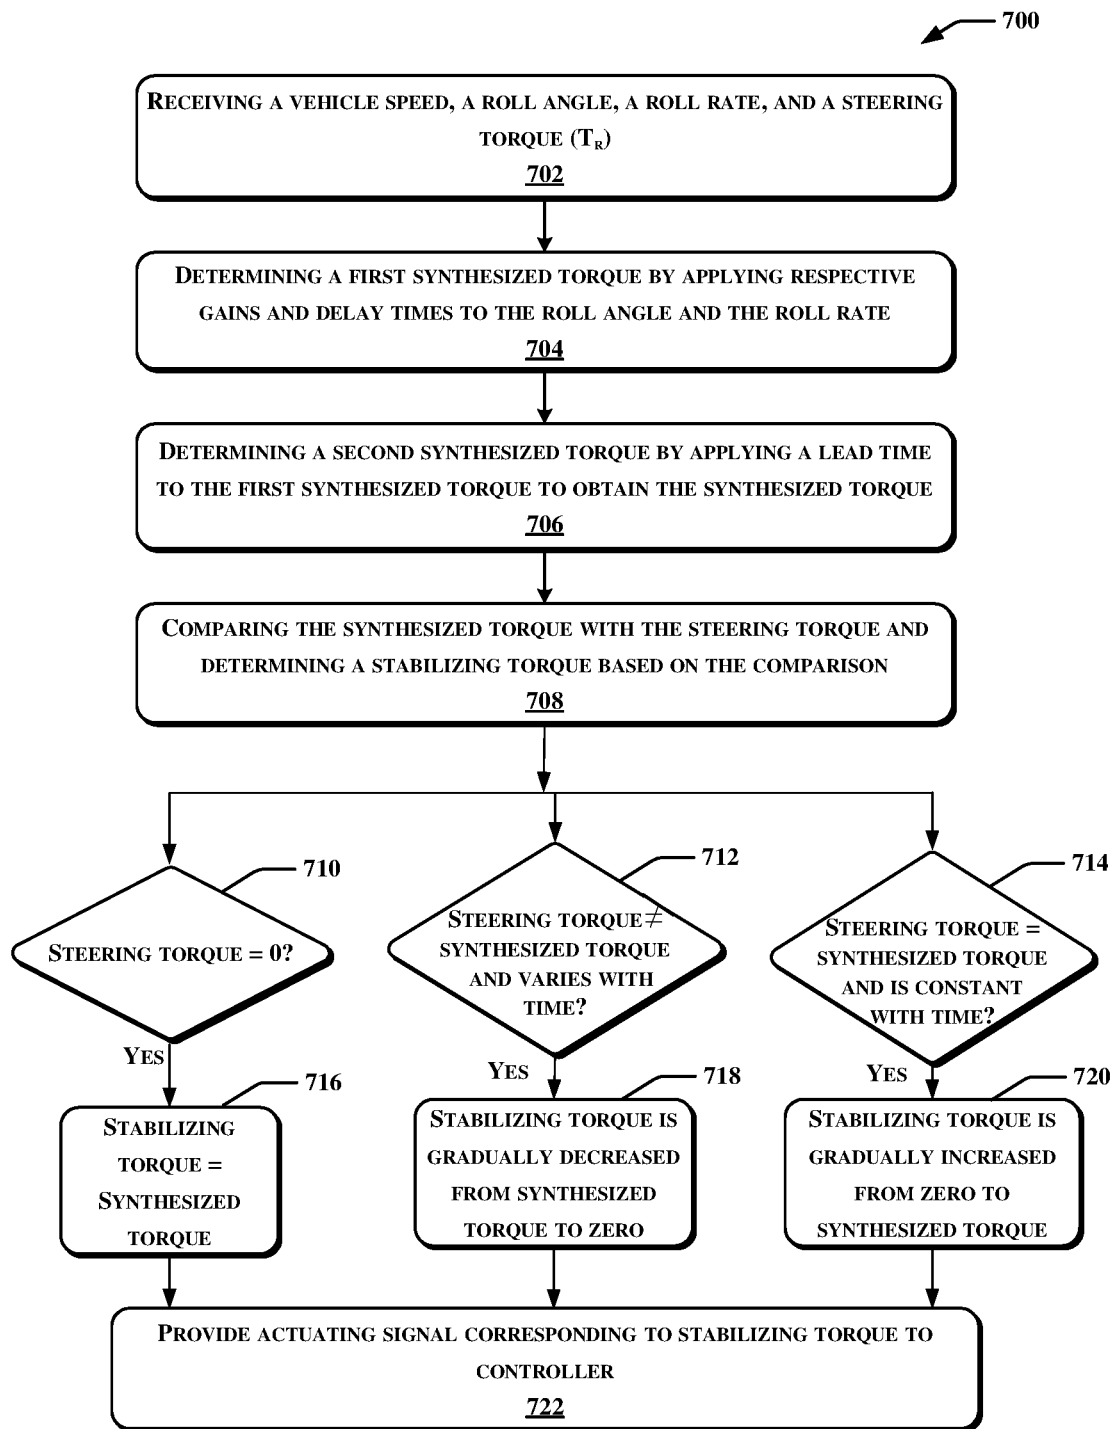 700
RECEIVING A VEHICLE SPEED, A ROLL ANGLE, A ROLL RATE, AND A STEERING
TORQUE (TR)
702
DETERMINING A FIRST SYNTHESIZED TORQUE BY APPLYING RESPECTIVE
GAINS AND DELAY TIMES TO THE ROLL ANGLE AND THE ROLL RATE
704
DETERMINING A SECOND SYNTHESIZED TORQUE BY APPLYING A LEAD TIME
TO THE FIRST SYNTHESIZED TORQUE TO OBTAIN THE SYNTHESIZED TORQUE
706
COMPARING THE SYNTHESIZED TORQUE WITH THE STEERING TORQUE AND
DETERMINING A STABILIZING TORQUE BASED ON THE COMPARISON
708
710
STEERING TORQUE = 0?
YES
712
STEERING TORQUE ≠
SYNTHESIZED TORQUE
AND VARIES WITH
TIME?
YES
714
STEERING TORQUE =
SYNTHESIZED TORQUE
AND IS CONSTANT
WITH TIME?
YES
716
STABILIZING
TORQUE =
SYNTHESIZED
TORQUE
718
STABILIZING TORQUE IS
GRADUALLY DECREASED
FROM SYNTHESIZED
TORQUE TO ZERO
720
STABILIZING TORQUE IS
GRADUALLY INCREASED
FROM ZERO TO
SYNTHESIZED TORQUE
PROVIDE ACTUATING SIGNAL CORRESPONDING TO STABILIZING TORQUE TO
CONTROLLER
722